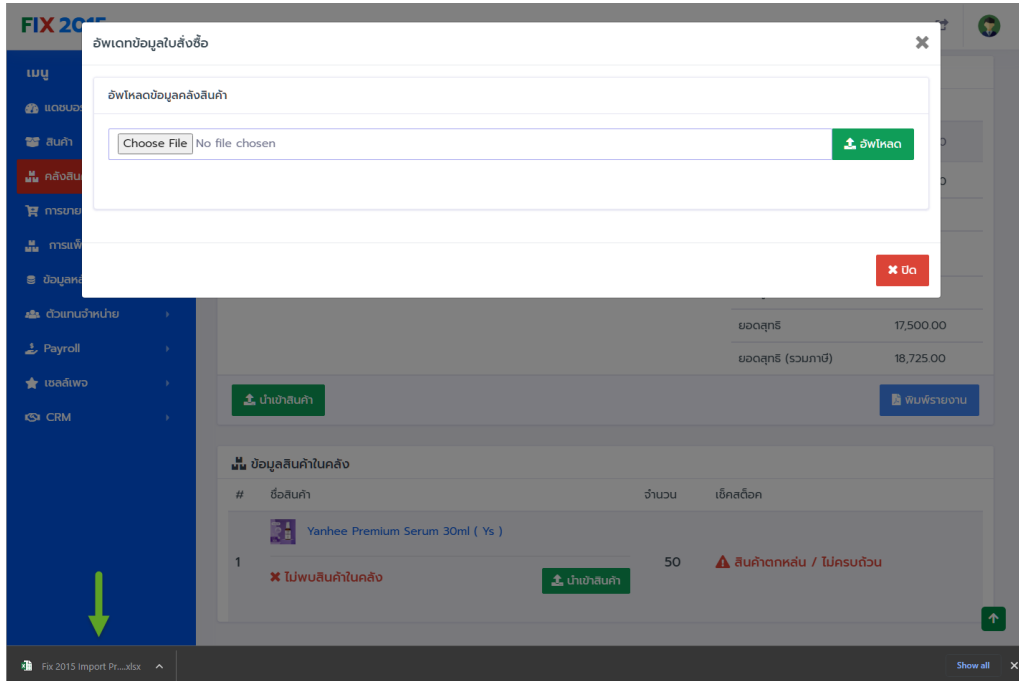 FIX 2015
อัพเดทข้อมูลใบสั่งซื้อ
เมนู
อัพโหลดข้อมูลคลังสินค้า
สินค้า
Choose File No file chosen
อัพโหลด
การขาย
ปิด
ตัวแทนจำหน่าย
ยอดสุทธิ 17,500.00
Payroll
ยอดสุทธิ (รวมภาษี) 18,725.00
เซลล์เพจ
นำเข้าสินค้า
พิมพ์รายงาน
CRM
ข้อมูลสินค้าในคลัง
# ชื่อสินค้า จำนวน เช็คสต็อค
Yanhee Premium Serum 30ml ( Ys )
1 50 สินค้าตกหล่น / ไม่ครบถ้วน
ไม่พบสินค้าในคลัง นำเข้าสินค้า
Fix 2015 Import Pr....xlsx
Show all